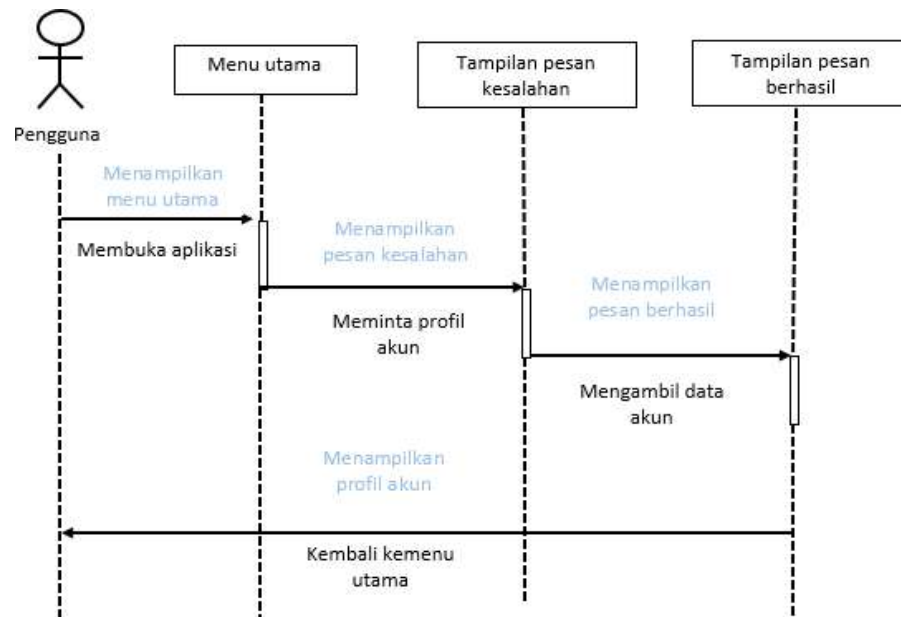 Menu utama
Tampilan pesan
kesalahan
Tampilan pesan
berhasil
Pengguna
Menampilkan
menu utama
Membuka aplikasi
Menampilkan
pesan kesalahan
Meminta profil
akun
Menampilkan
pesan berhasil
Mengambil data
akun
Menampilkan
profil akun
Kembali kemenu
utama